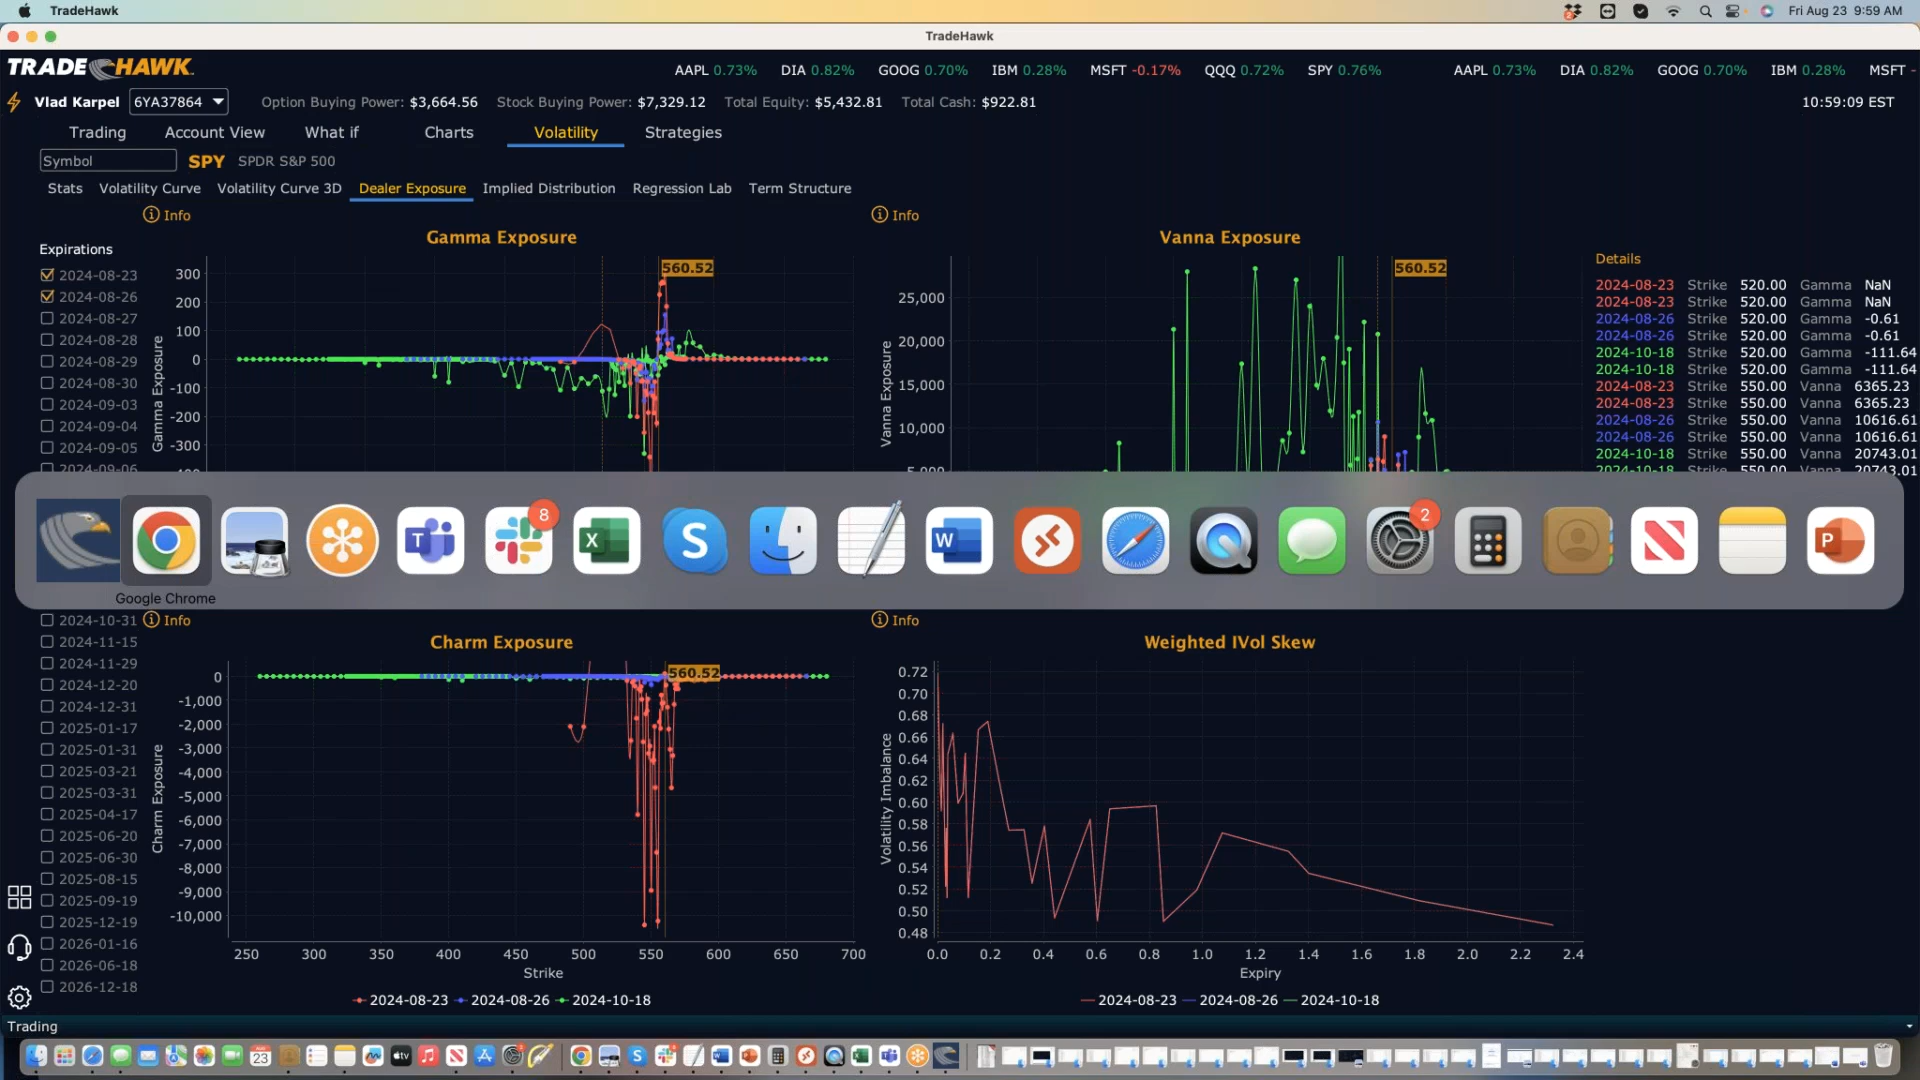 TradeHawk
Fri Aug 23 9:59 AM
TradeHawk
TRADEHAWK
AAPL 0.73% DIA 0.82% GOOG 0.70% IBM 0.28% MSFT -0.17% QQQ 0.72% SPY 0.76% AAPL 0.73% DIA 0.82% GOOG 0.70% IBM 0.28% MSFT -
Vlad Karpel 6YA37864 Option Buying Power: $3,664.56 Stock Buying Power: $7,329.12 Total Equity: $5,432.81 Total Cash: $922.81 10:59:09 EST
Trading Account View What if Charts Volatility Strategies
Symbol SPY SPDR S&P 500
Stats Volatility Curve Volatility Curve 3D Dealer Exposure Implied Distribution Regression Lab Term Structure
Info
Info
Expirations
2024-08-23
2024-08-26
2024-08-27
2024-08-28
2024-08-29
2024-08-30
2024-09-03
2024-09-04
2024-09-05
2024-09-06
Gamma Exposure
560.52
Gamma Exposure
300
200
100
0
-100
-200
-300
-400
Vanna Exposure
560.52
Vanna Exposure
25,000
20,000
15,000
10,000
5,000
Details
2024-08-23 Strike 520.00 Gamma NaN
2024-08-23 Strike 520.00 Gamma NaN
2024-08-26 Strike 520.00 Gamma -0.61
2024-08-26 Strike 520.00 Gamma -0.61
2024-10-18 Strike 520.00 Gamma -111.64
2024-10-18 Strike 520.00 Gamma -111.64
2024-08-23 Strike 550.00 Vanna 6365.23
2024-08-23 Strike 550.00 Vanna 6365.23
2024-08-26 Strike 550.00 Vanna 10616.61
2024-08-26 Strike 550.00 Vanna 10616.61
2024-10-18 Strike 550.00 Vanna 20743.01
2024-10-18 Strike 550.00 Vanna 20743.01
T 8 X S W 2 P
Google Chrome
2024-10-31
2024-11-15
2024-11-29
2024-12-20
2024-12-31
2025-01-17
2025-01-31
2025-03-21
2025-03-31
2025-04-17
2025-06-20
2025-06-30
2025-08-15
2025-09-19
2025-12-19
2026-01-16
2026-06-18
2026-12-18
Info
Info
Charm Exposure
560.52
Charm Exposure
0
-1,000
-2,000
-3,000
-4,000
-5,000
-6,000
-7,000
-8,000
-9,000
-10,000
250 300 350 400 450 500 550 600 650 700
Strike
2024-08-23 2024-08-26 2024-10-18
Weighted IVol Skew
Volatility Imbalance
0.72
0.70
0.68
0.66
0.64
0.62
0.60
0.58
0.56
0.54
0.52
0.50
0.48
0.0 0.2 0.4 0.6 0.8 1.0 1.2 1.4 1.6 1.8 2.0 2.2 2.4
Expiry
2024-08-23 2024-08-26 2024-10-18
Trading
23
tv